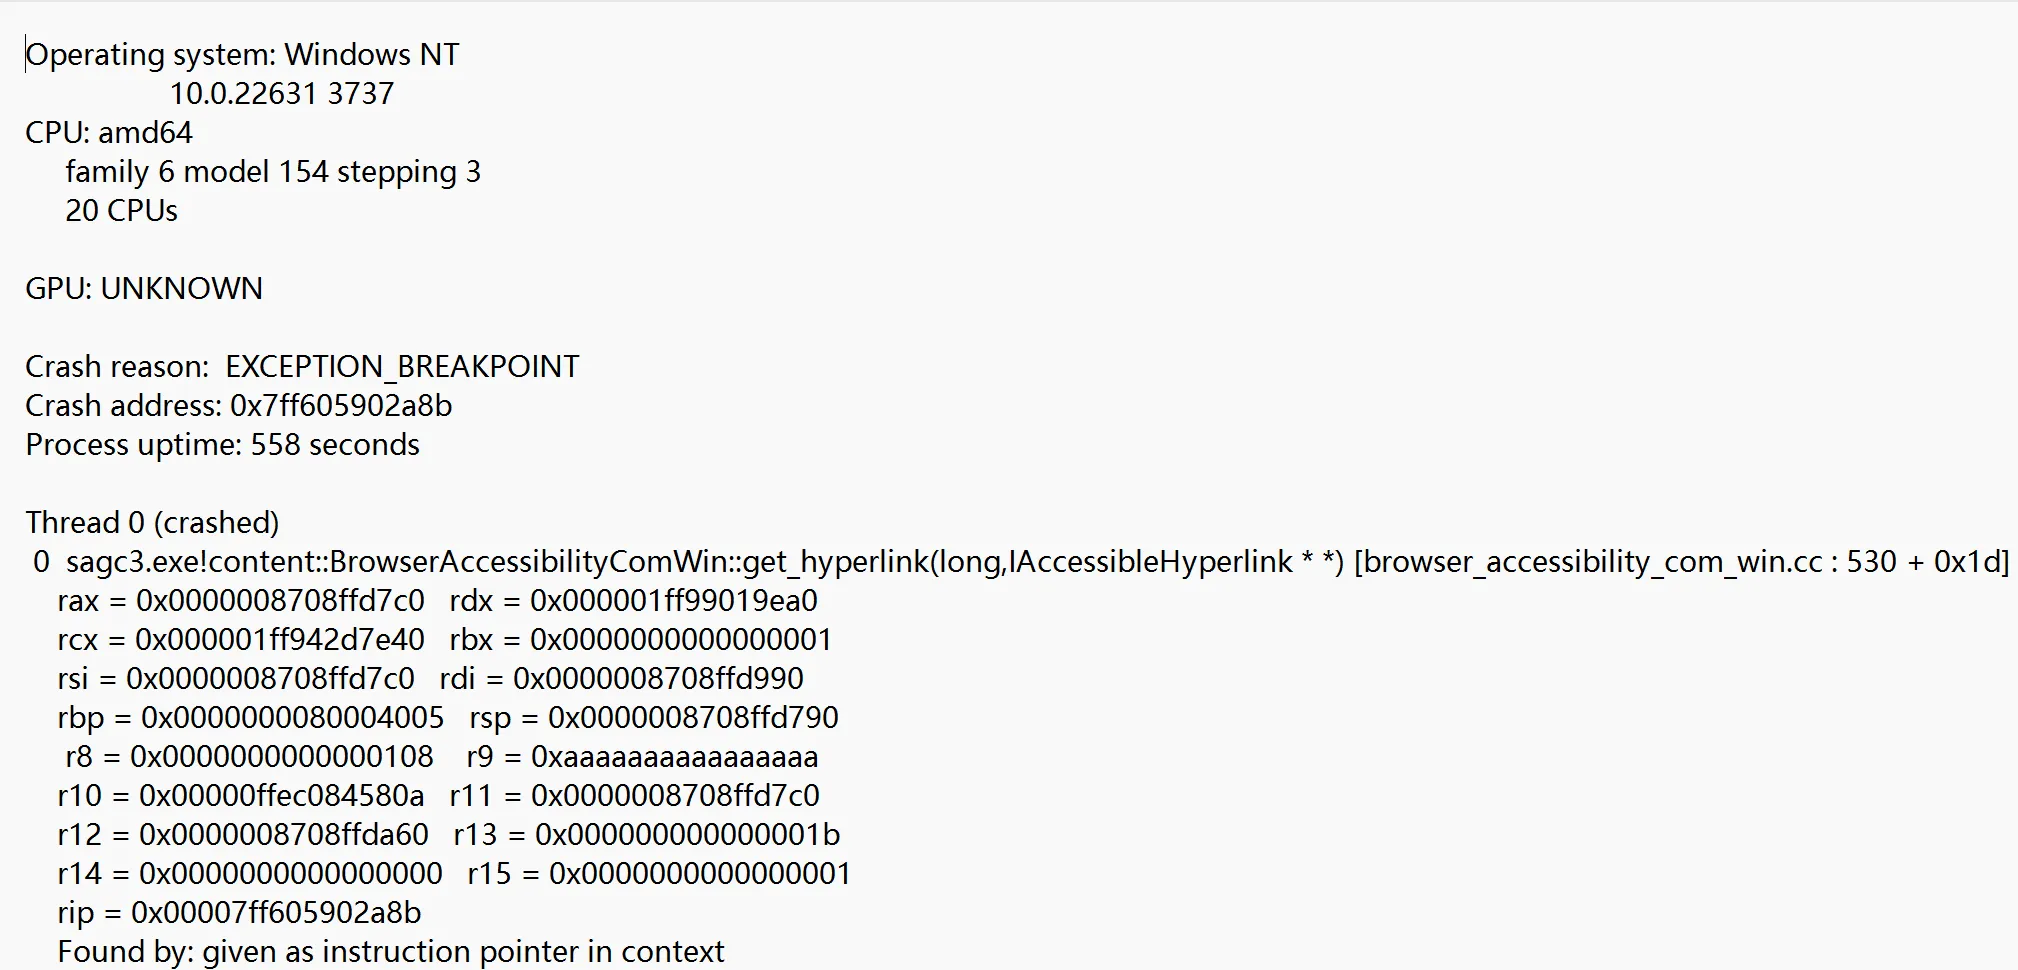 Operating system: Windows NT
10.0.22631 3737
CPU: amd64
family 6 model 154 stepping 3
20 CPUs
GPU: UNKNOWN
Crash reason:  EXCEPTION_BREAKPOINT
Crash address: 0x7ff605902a8b
Process uptime: 558 seconds
Thread 0 (crashed)
0  sagc3.exe!content::BrowserAccessibilityComWin::get_hyperlink(long,IAccessibleHyperlink * *) [browser_accessibility_com_win.cc : 530 + 0x1d]
rax = 0x0000008708ffd7c0   rdx = 0x000001ff99019ea0
rcx = 0x000001ff942d7e40   rbx = 0x0000000000000001
rsi = 0x0000008708ffd7c0   rdi = 0x0000008708ffd990
rbp = 0x0000000080004005   rsp = 0x0000008708ffd790
r8 = 0x0000000000000108    r9 = 0xaaaaaaaaaaaaaaaa
r10 = 0x00000ffec084580a   r11 = 0x0000008708ffd7c0
r12 = 0x0000008708ffda60   r13 = 0x000000000000001b
r14 = 0x0000000000000000   r15 = 0x0000000000000001
rip = 0x00007ff605902a8b
Found by: given as instruction pointer in context